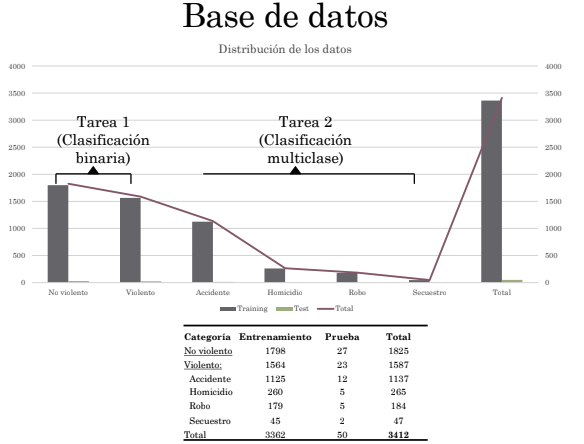 Base de datos
Distribución de los datos
4000 4000
3500 3500
3000 3000
2500 2500
2000 2000
1500 1500
1000 1000
500 500
0 0
Tarea 1
(Clasificación
binaria)
Tarea 2
(Clasificación
multiclase)
No violento Violento Accidente Homicidio Robo Secuestro Total
Training Test Total
Categoría Entrenamiento Prueba Total
No violento 1798 27 1825
Violento: 1564 23 1587
Accidente 1125 12 1137
Homicidio 260 5 265
Robo 179 5 184
Secuestro 45 2 47
Total 3362 50 3412